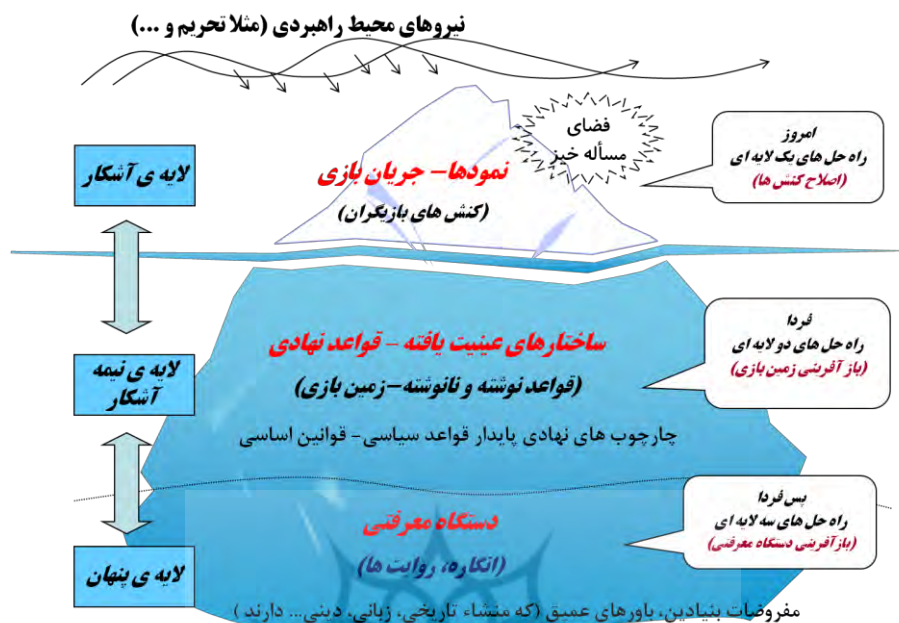 نیروهای محیط راهبردی (مثلا تحریم و ...)
فضای
مسأله خیز
امروز
راه حل های یک لایه ای
(اصلاح کنش ها)
لایه ی آشکار
نمودها- جریان بازی
(کنش های بازیگران)
فردا
راه حل های دو لایه ای
(باز آفرینی زمین بازی)
ساختارهای عینیت یافته - قواعد نهادی
(قواعد نوشته و نانوشته-زمین بازی)
لایه ی نیمه
آشکار
چارچوب های نهادی پایدار قواعد سیاسی- قوانین اساسی
پس فردا
راه حل های سه لایه ای
(باز آفرینی دستگاه معرفتی)
دستگاه معرفتی
(انگاره، روایت ها)
لایه ی پنهان
مفروضات بنیادین، باورهای عمیق (که منشاء تاریخی، زبانی، دینی... دارند )